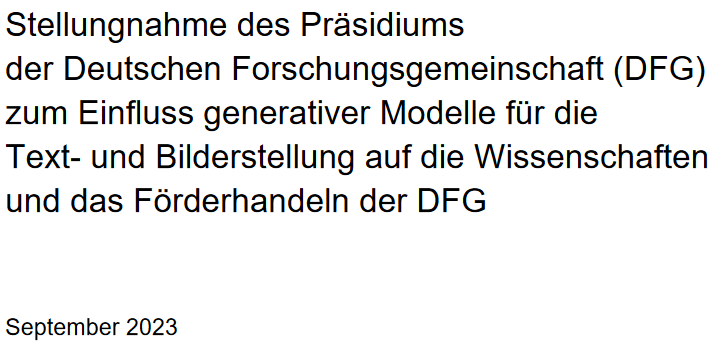 Stellungnahme des Präsidiums
der Deutschen Forschungsgemeinschaft (DFG)
zum Einfluss generativer Modelle für die
Text- und Bilderstellung auf die Wissenschaften
und das Förderhandeln der DFG
September 2023